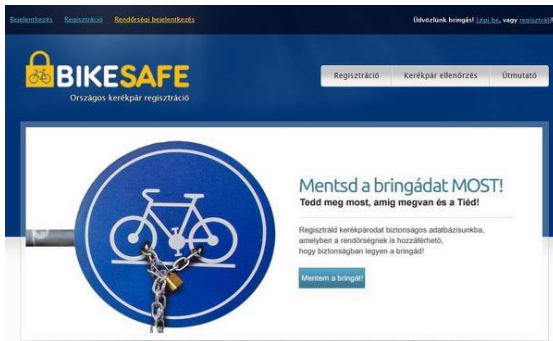 Bejelentkezés Regisztráció Rendőrségi bejelentkezés Üdvözlünk bringás! Lépj be, vagy regisztrálj
BIKESAFE
Országos kerékpár regisztráció
Regisztráció Kerékpár ellenőrzés Útmutató
Mentsd a bringádat MOST!
Tedd meg most, amig megvan és a Tiéd!
Regisztráld kerékpárodat biztonságos adatbázisunkba,
amelyben a rendőrségnek is hozzáférhető,
hogy biztonságban legyen a bringád!
Mentem a bringát!